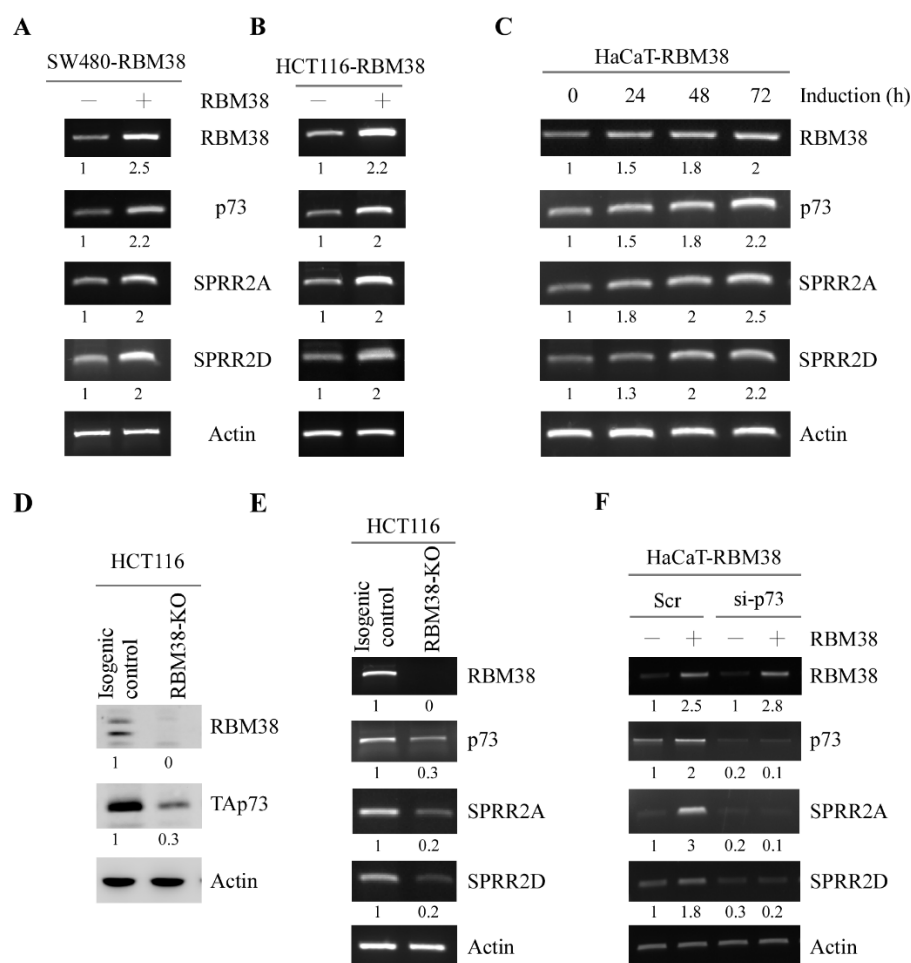 A
SW480-RBM38
— + RBM38
RBM38
1 2.5
p73
1 2.2
SPRR2A
1 2
SPRR2D
1 2
Actin
B
HCT116-RBM38
— +
1 2.2
1 2
1 2
1 2
C
HaCaT-RBM38
0 24 48 72 Induction (h)
RBM38
1 1.5 1.8 2
p73
1 1.5 1.8 2.2
SPRR2A
1 1.8 2 2.5
SPRR2D
1 1.3 2 2.2
Actin
D
HCT116
Isogenic
control
RBM38-KO
RBM38
1 0
TAp73
1 0.3
Actin
E
HCT116
Isogenic
control
RBM38-KO
RBM38
1 0
p73
1 0.3
SPRR2A
1 0.2
SPRR2D
1 0.2
Actin
F
HaCaT-RBM38
Scr si-p73
— + — + RBM38
RBM38
1 2.5 1 2.8
p73
1 2 0.2 0.1
SPRR2A
1 3 0.2 0.1
SPRR2D
1 1.8 0.3 0.2
Actin